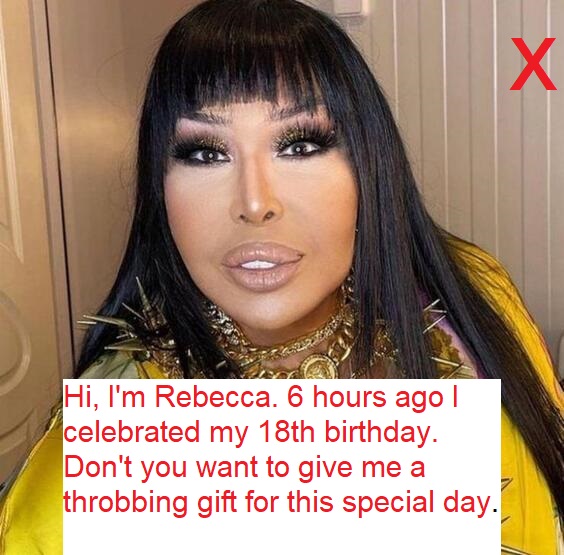 X
Hi, I'm Rebecca. 6 hours ago I
celebrated my 18th birthday.
Don't you want to give me a
throbbing gift for this special day.